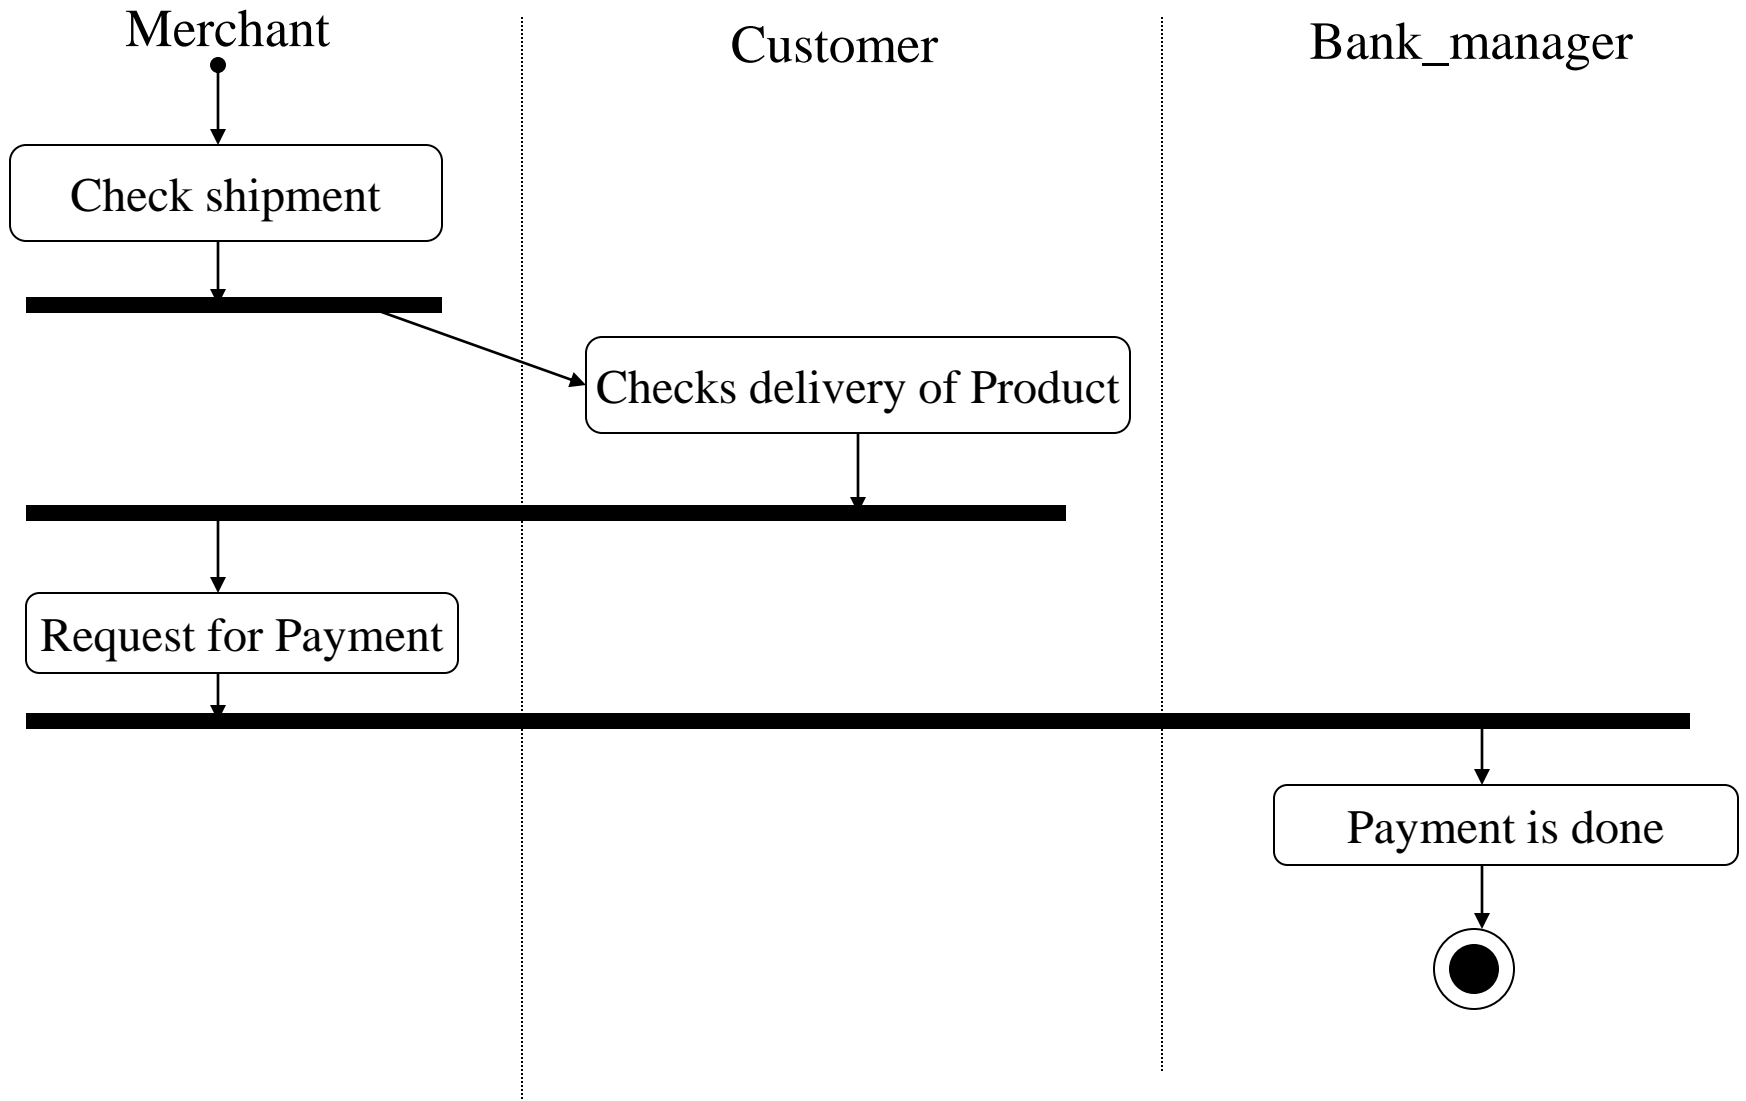 Merchant
Customer
Bank_manager
Check shipment
Checks delivery of Product
Request for Payment
Payment is done